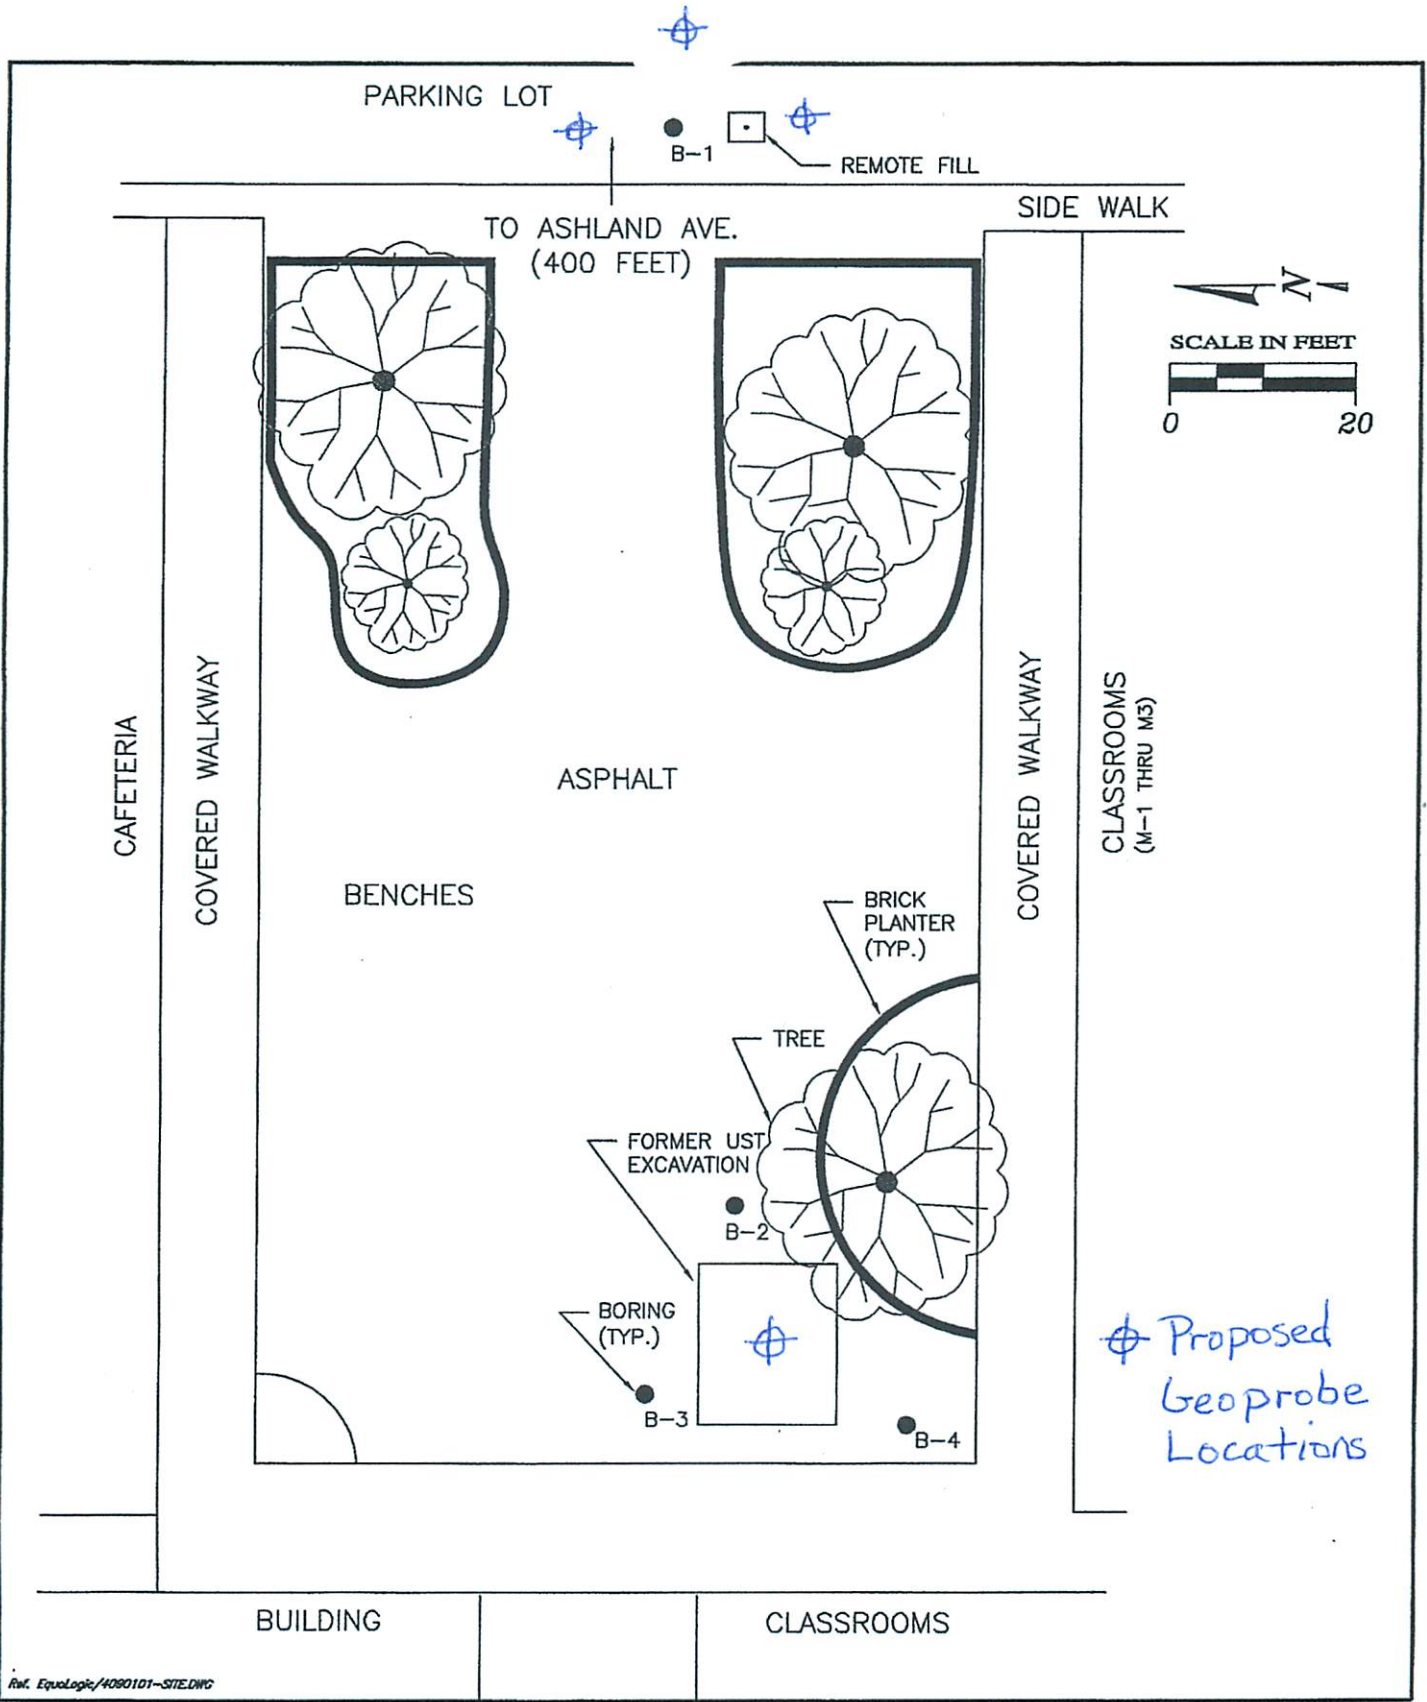 PARKING LOT
B-1
REMOTE FILL
SIDE WALK
TO ASHLAND AVE.
(400 FEET)
N
SCALE IN FEET
0 20
CAFETERIA
COVERED WALKWAY
ASPHALT
BENCHES
COVERED WALKWAY
CLASSROOMS
(M-1 THRU M3)
BRICK
PLANTER
(TYP.)
TREE
FORMER UST
EXCAVATION
B-2
BORING
(TYP.)
B-3
B-4
Proposed
Geoprobe
Locations
BUILDING
CLASSROOMS
Ref. EquoLogic/4090101-SITE.DWG